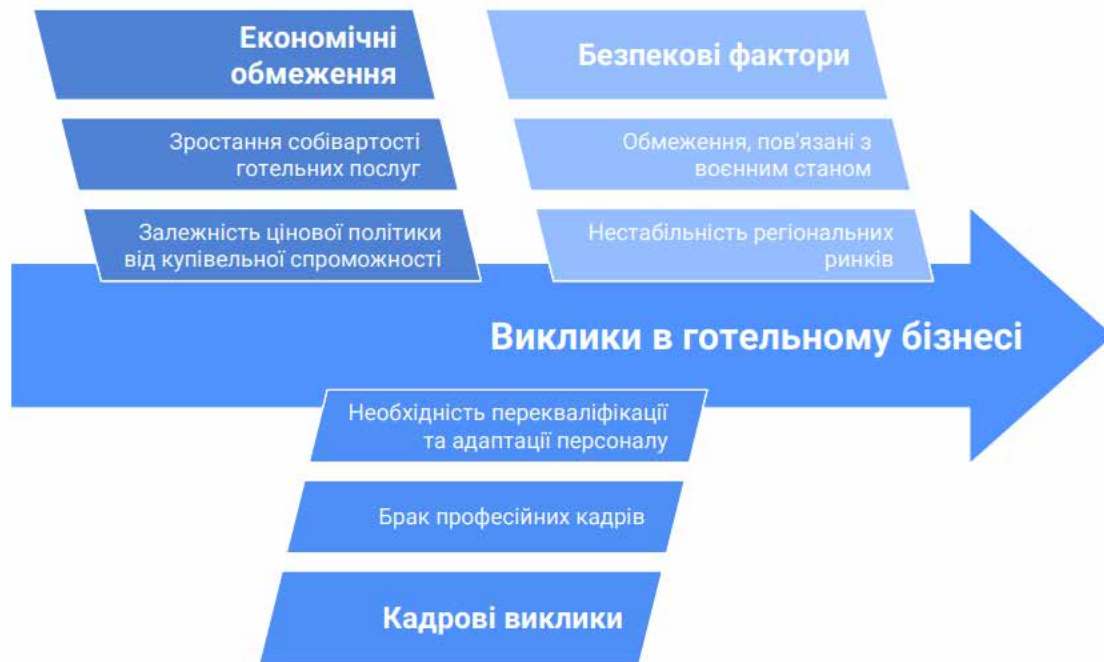 Економічні
обмеження
Зростання собівартості
готельних послуг
Залежність цінової політики
від купівельної спроможності
Безпекові фактори
Обмеження, пов'язані з
воєнним станом
Нестабільність регіональних
ринків
Виклики в готельному бізнесі
Необхідність перекваліфікації
та адаптації персоналу
Брак професійних кадрів
Кадрові виклики